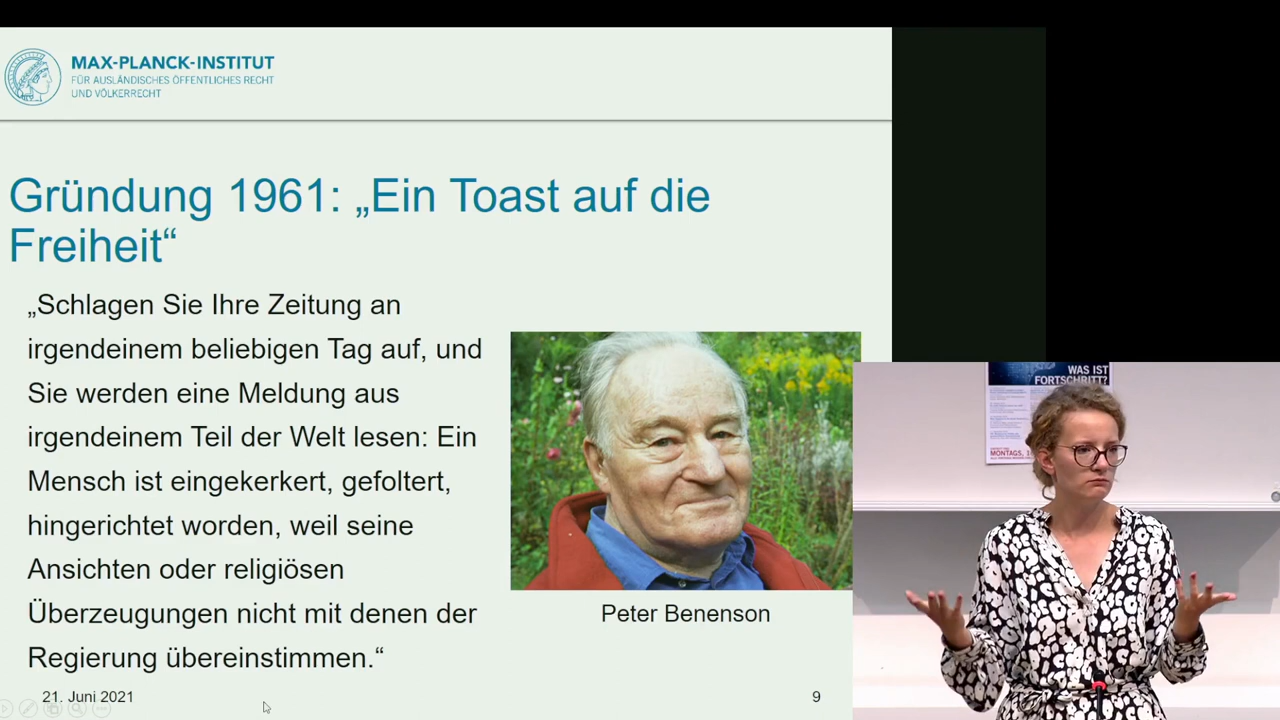 MAX-PLANCK-INSTITUT
FÜR AUSLÄNDISCHES ÖFFENTLICHES RECHT
UND VÖLKERRECHT
Gründung 1961: „Ein Toast auf die
Freiheit“
„Schlagen Sie Ihre Zeitung an
irgendeinem beliebigen Tag auf, und
Sie werden eine Meldung aus
irgendeinem Teil der Welt lesen: Ein
Mensch ist eingekerkert, gefoltert,
hingerichtet worden, weil seine
Ansichten oder religiösen
Überzeugungen nicht mit denen der
Regierung übereinstimmen.“
Peter Benenson
21. Juni 2021
9
WAS IST
FORTSCHRITT?
MONTAGS, 1